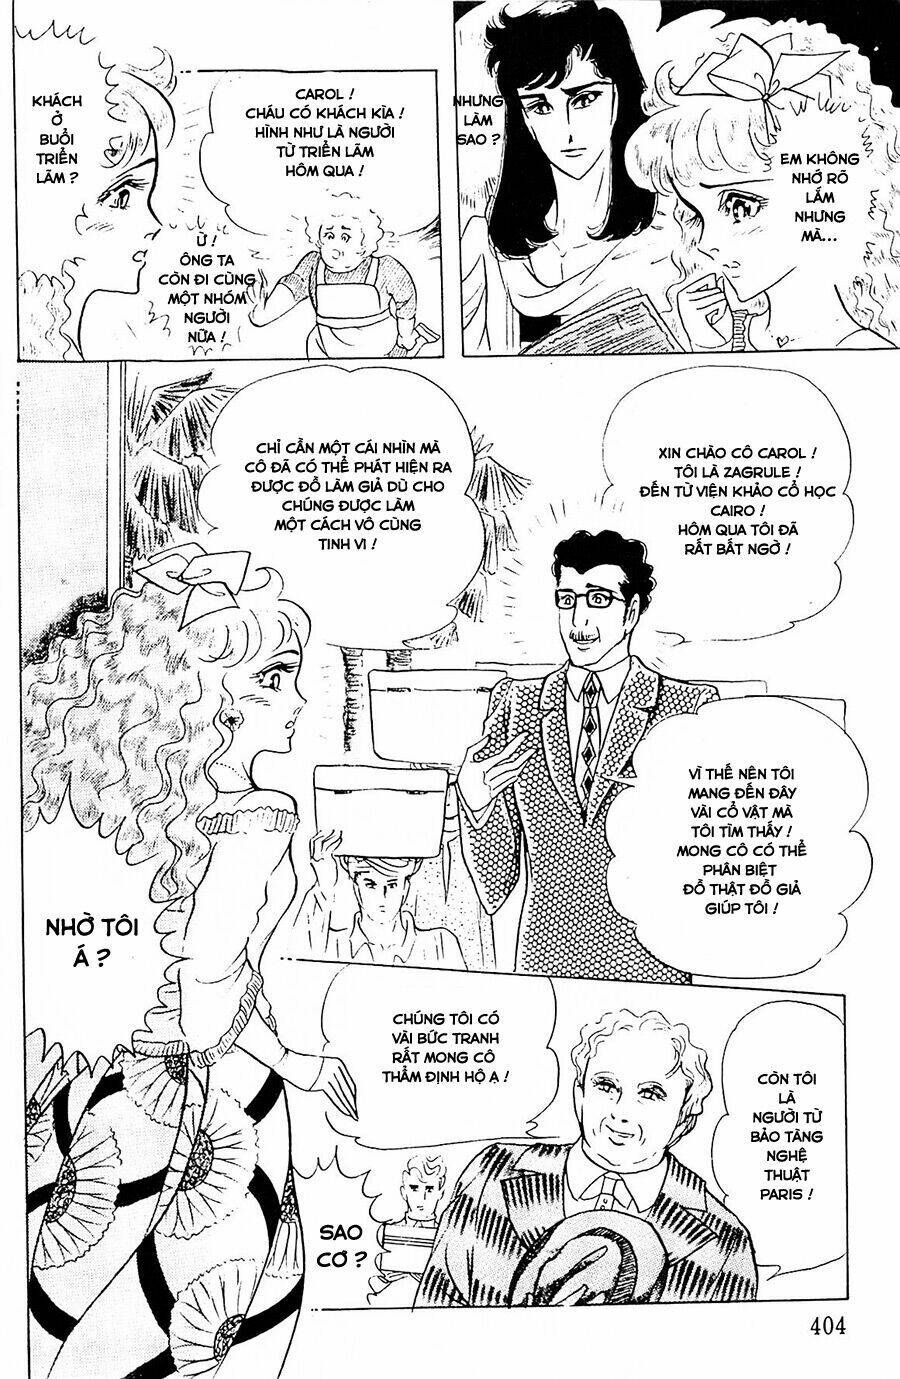 NHƯNG
LÀM
SAO ?
EM KHÔNG
NHỚ RÕ
LẮM
NHƯNG
MÀ...
CAROL !
CHÁU CÓ KHÁCH KÌA !
HÌNH NHƯ LÀ NGƯỜI
TỪ TRIỂN LÃM
HÔM QUA !
KHÁCH
Ở
BUỔI
TRIỂN
LÃM ?
Ừ !
ÔNG TA
CÒN ĐI CÙNG
MỘT NHÓM
NGƯỜI
NỮA !
XIN CHÀO CÔ CAROL !
TÔI LÀ ZAGRULE !
ĐẾN TỪ VIỆN KHẢO CỔ HỌC
CAIRO !
HÔM QUA TÔI ĐÃ
RẤT BẤT NGỜ !
CHỈ CẦN MỘT CÁI NHÌN MÀ
CÔ ĐÃ CÓ THỂ PHÁT HIỆN RA
ĐƯỢC ĐỒ LÀM GIẢ DÙ CHO
CHÚNG ĐƯỢC LÀM
MỘT CÁCH VÔ CÙNG
TINH VI !
VÌ THẾ NÊN TÔI
MANG ĐẾN ĐÂY
VÀI CỔ VẬT MÀ
TÔI TÌM THẤY !
MONG CÔ CÓ THỂ
PHÂN BIỆT
ĐỒ THẬT ĐỒ GIẢ
GIÚP TÔI !
NHỜ TÔI
Á ?
CÒN TÔI
LÀ
NGƯỜI TỪ
BẢO TÀNG
NGHỆ
THUẬT
PARIS !
CHÚNG TÔI CÓ
VÀI BỨC TRANH
RẤT MONG CÔ
THẨM ĐỊNH HỘ Ạ !
SAO
CƠ ?
404